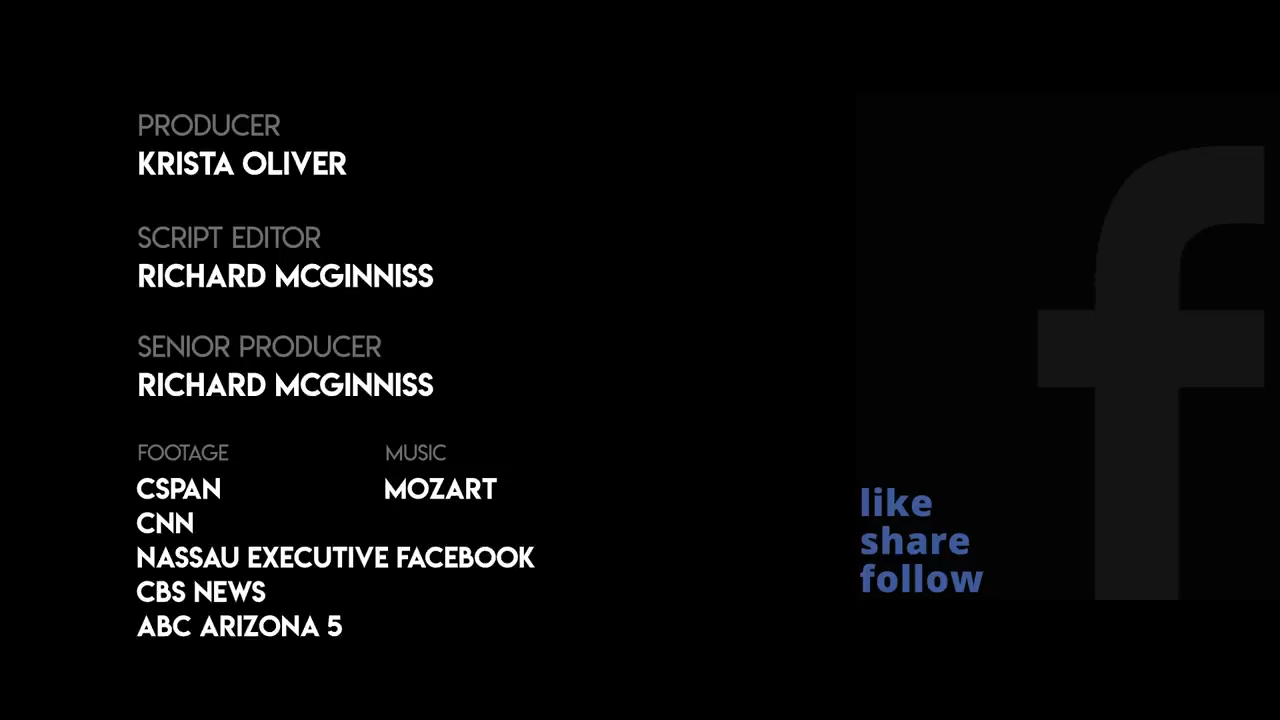 PRODUCER
KRISTA OLIVER
SCRIPT EDITOR
RICHARD MCGINNISS
SENIOR PRODUCER
RICHARD MCGINNISS
FOOTAGE
CSPAN
CNN
NASSAU EXECUTIVE FACEBOOK
CBS NEWS
ABC ARIZONA 5
MUSIC
MOZART
f
like
share
follow